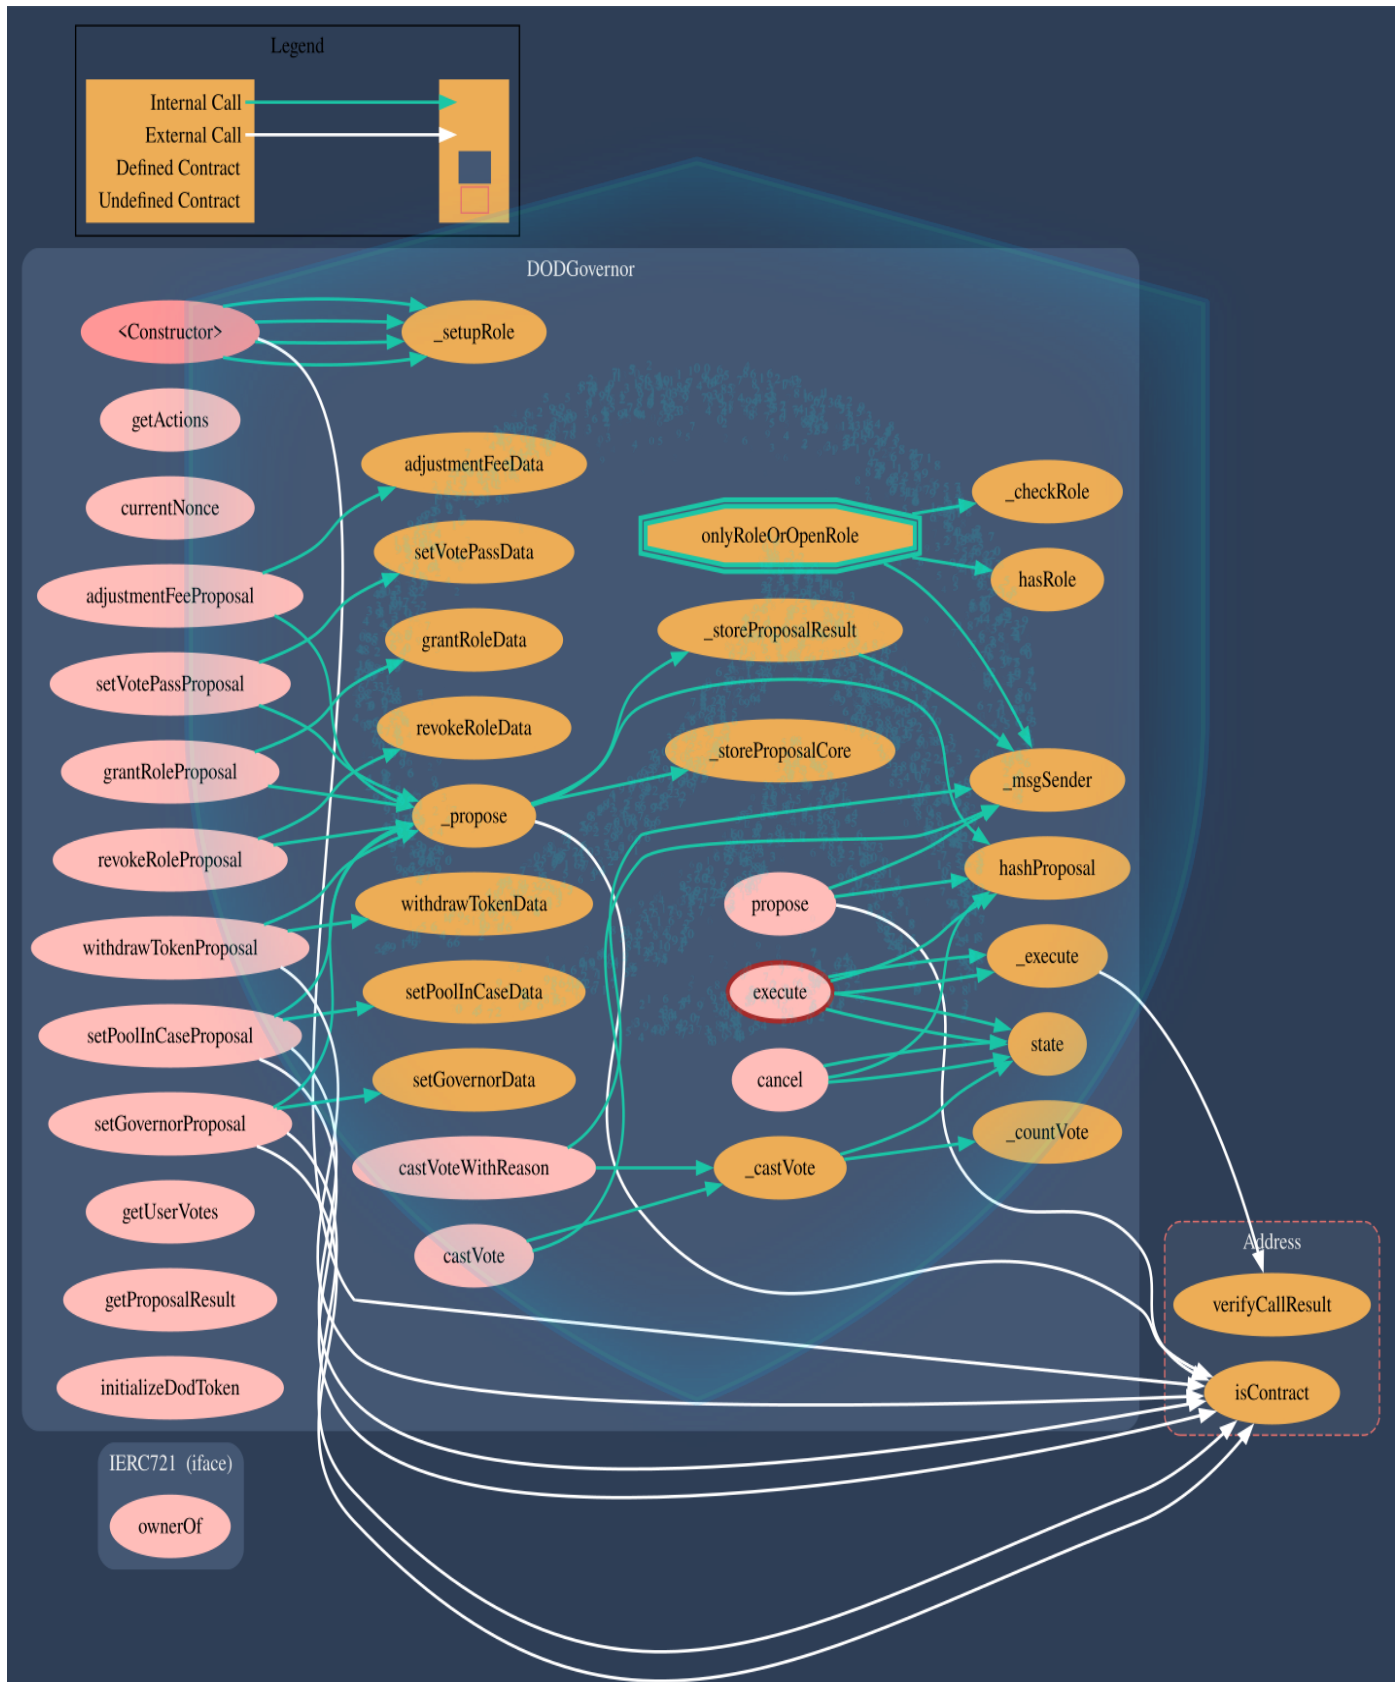 Legend
Internal Call
External Call
Defined Contract
Undefined Contract
DODGovernor
<Constructor>
_setupRole
getActions
currentNonce
adjustmentFeeProposal
setVotePassProposal
grantRoleProposal
revokeRoleProposal
withdrawTokenProposal
setPoolInCaseProposal
setGovernorProposal
getUserVotes
getProposalResult
initializeDodToken
adjustmentFeeData
setVotePassData
grantRoleData
revokeRoleData
_propose
withdrawTokenData
setPoolInCaseData
setGovernorData
castVoteWithReason
castVote
onlyRoleOrOpenRole
_storeProposalResult
_storeProposalCore
propose
execute
cancel
_castVote
_checkRole
hasRole
_msgSender
hashProposal
_execute
state
_countVote
Address
verifyCallResult
isContract
IERC721 (iface)
ownerOf